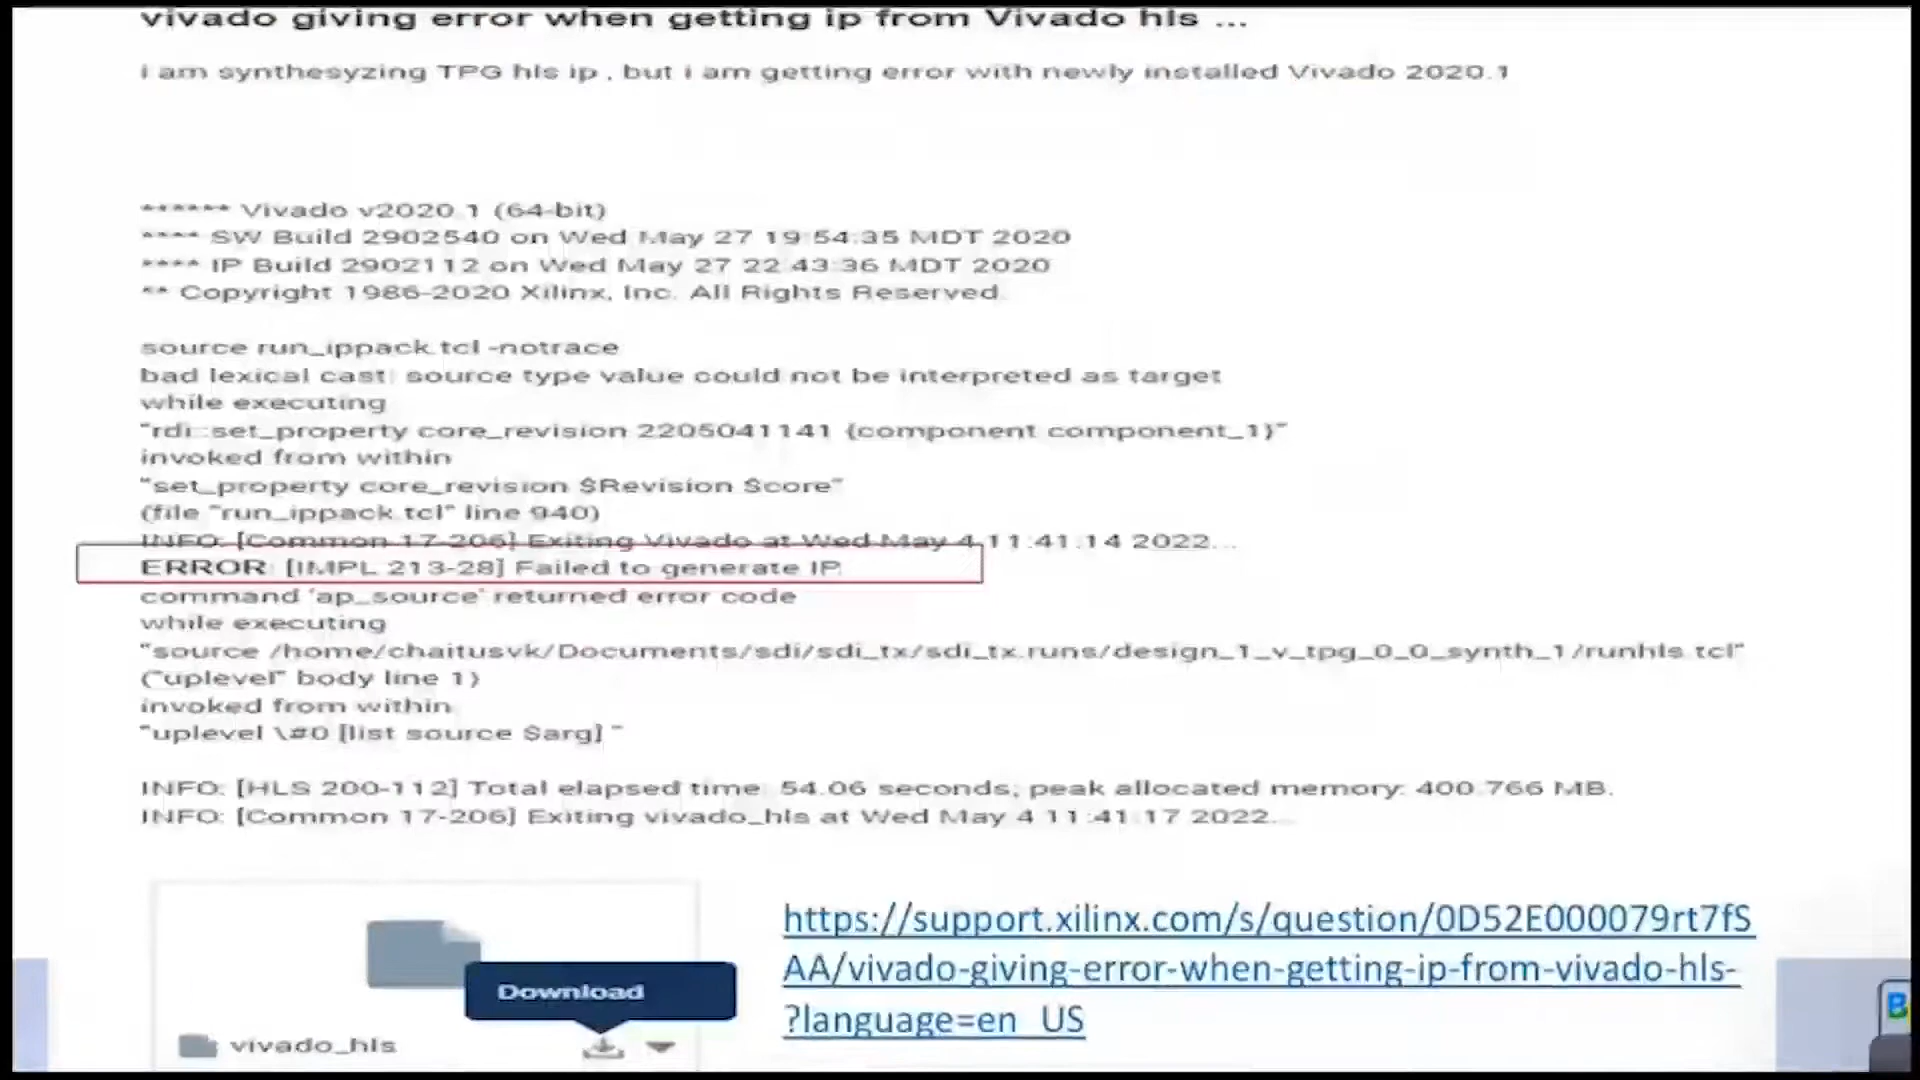 vivado giving error when getting ip from Vivado hls ...
i am synthesyzing TPG hls ip , but i am getting error with newly installed Vivado 2020.1
****** Vivado v2020.1 (64-bit)
**** SW Build 2902540 on Wed May 27 19:54:35 MDT 2020
**** IP Build 2902112 on Wed May 27 22:43:36 MDT 2020
** Copyright 1986-2020 Xilinx, Inc. All Rights Reserved.
source run_ippack.tcl -notrace
bad lexical cast: source type value could not be interpreted as target
while executing
"rdi::set_property core_revision 2205041141 {component component_1}"
invoked from within
"set_property core_revision $Revision $core"
(file "run_ippack.tcl" line 940)
INFO: [Common 17-206] Exiting Vivado at Wed May 4 11:41:14 2022...
ERROR: [IMPL 213-28] Failed to generate IP.
command 'ap_source' returned error code
while executing
"source /home/chaitusvk/Documents/sdi/sdi_tx/sdi_tx.runs/design_1_v_tpg_0_0_synth_1/runhls.tcl"
("uplevel" body line 1)
invoked from within
"uplevel \#0 [list source $arg] "
INFO: [HLS 200-112] Total elapsed time: 54.06 seconds; peak allocated memory: 400.766 MB.
INFO: [Common 17-206] Exiting vivado_hls at Wed May 4 11:41:17 2022...
Download
vivado_hls
https://support.xilinx.com/s/question/0D52E000079rt7fS
AA/vivado-giving-error-when-getting-ip-from-vivado-hls-
?language=en_US